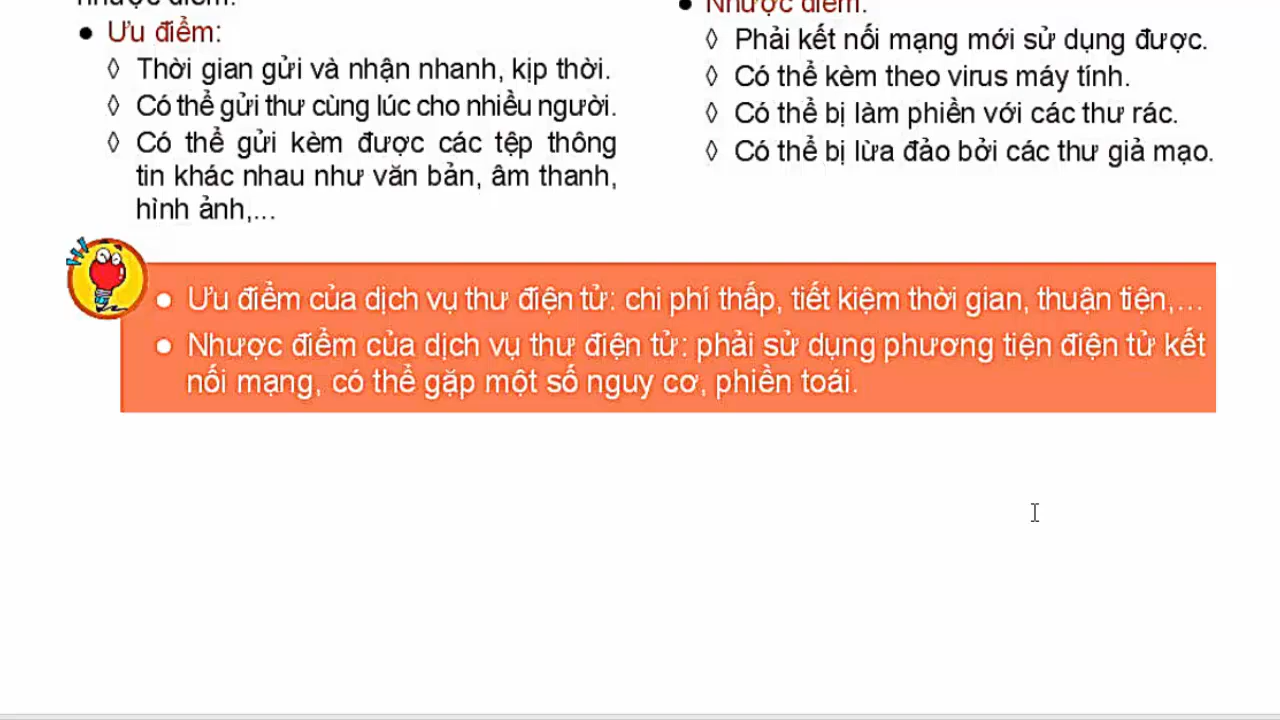 nhược điểm:
● Ưu điểm:
◊ Thời gian gửi và nhận nhanh, kịp thời.
◊ Có thể gửi thư cùng lúc cho nhiều người.
◊ Có thể gửi kèm được các tệp thông
tin khác nhau như văn bản, âm thanh,
hình ảnh,...
● Nhược điểm:
◊ Phải kết nối mạng mới sử dụng được.
◊ Có thể kèm theo virus máy tính.
◊ Có thể bị làm phiền với các thư rác.
◊ Có thể bị lừa đảo bởi các thư giả mạo.
● Ưu điểm của dịch vụ thư điện tử: chi phí thấp, tiết kiệm thời gian, thuận tiện,...
● Nhược điểm của dịch vụ thư điện tử: phải sử dụng phương tiện điện tử kết
nối mạng, có thể gặp một số nguy cơ, phiền toái.